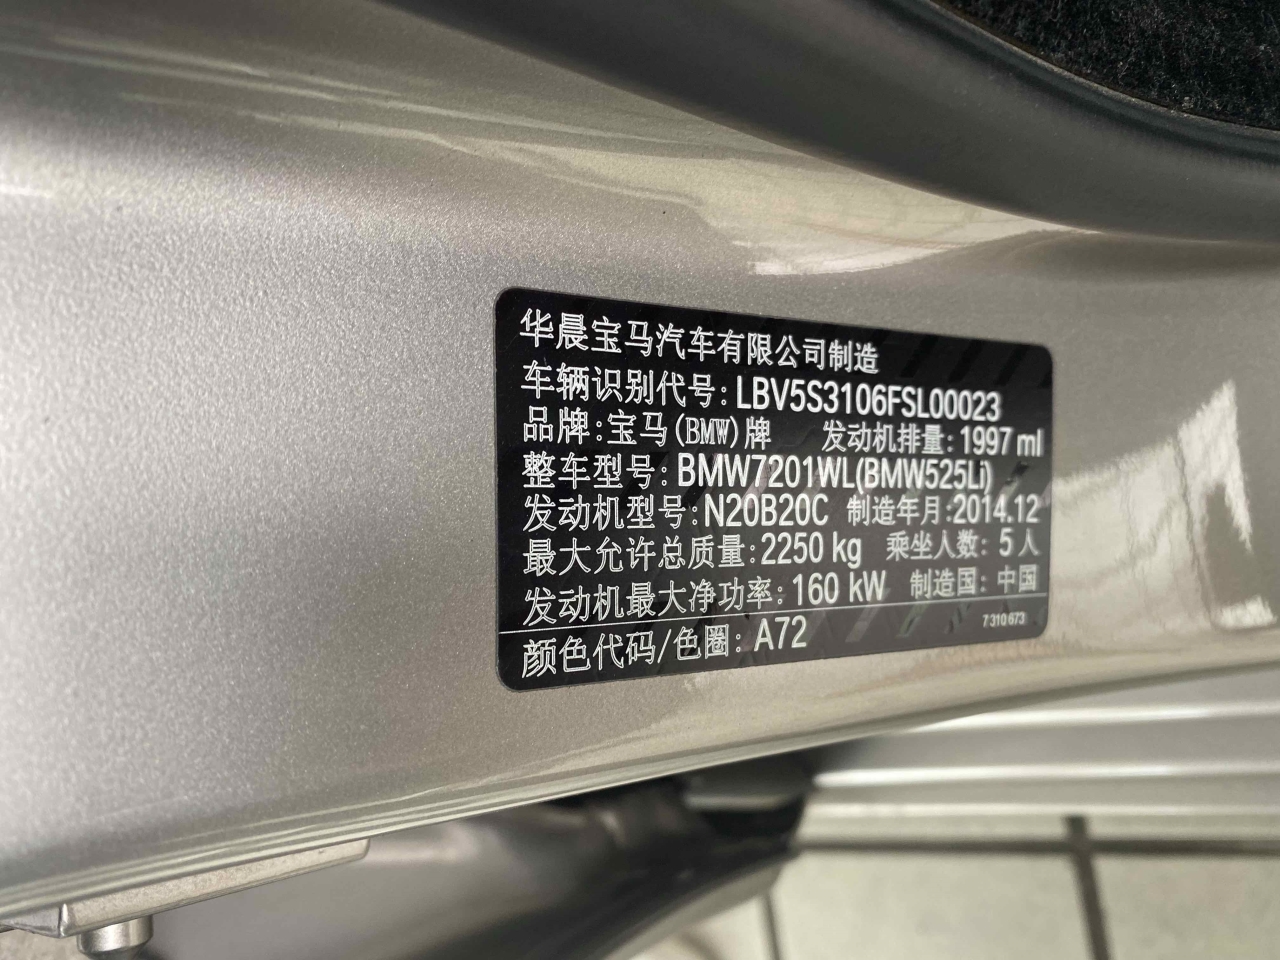 华晨宝马汽车有限公司制造
车辆识别代号: LBV5S3106FSL00023
品牌:宝马(BMW)牌 发动机排量: 1997 ml
整车型号: BMW7201WL(BMW525Li)
发动机型号:N20B20C 制造年月:2014.12
最大允许总质量:2250 kg 乘坐人数: 5人
发动机最大净功率:160 kW 制造国: 中国
7310673
颜色代码/色圈: A72